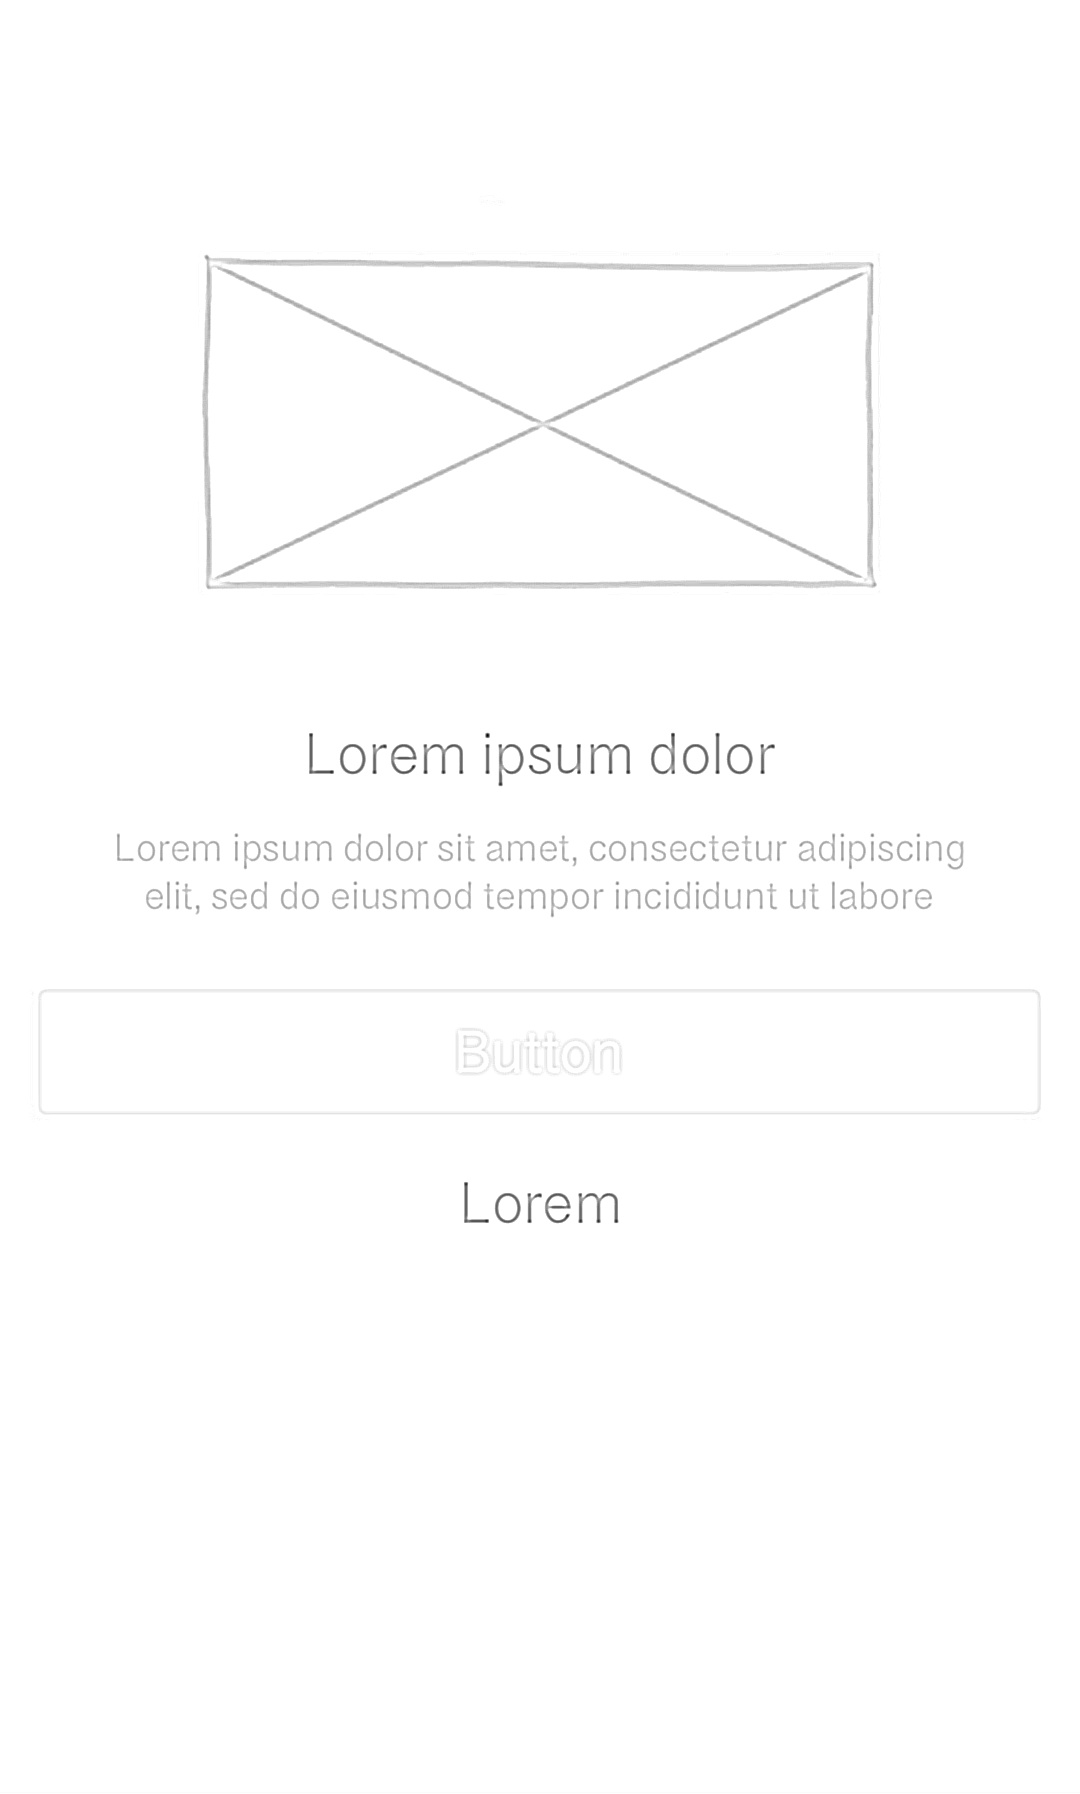 Lorem ipsum dolor
Lorem ipsum dolor sit amet, consectetur adipiscing
elit, sed do eiusmod tempor incididunt ut labore
Button
Lorem